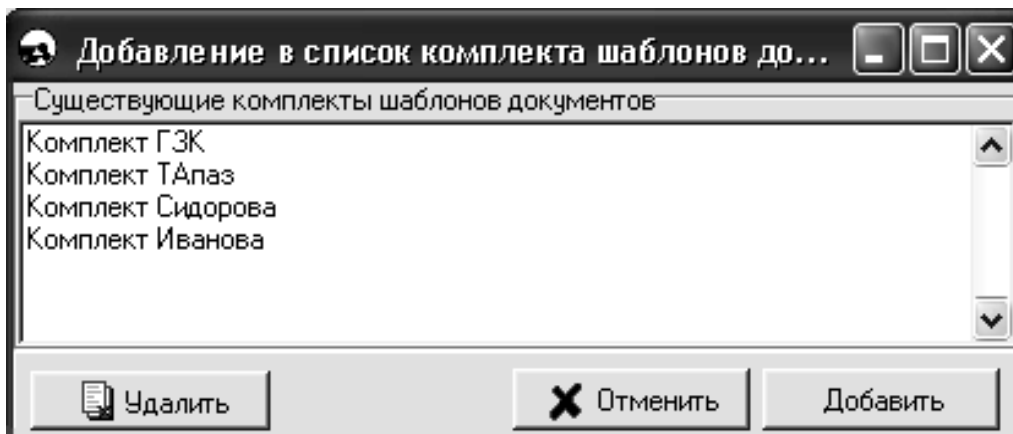 Добавление в список комплекта шаблонов до...
Существующие комплекты шаблонов документов
Комплект ГЗК
Комплект ТАпаз
Комплект Сидорова
Комплект Иванова
Удалить
Отменить
Добавить